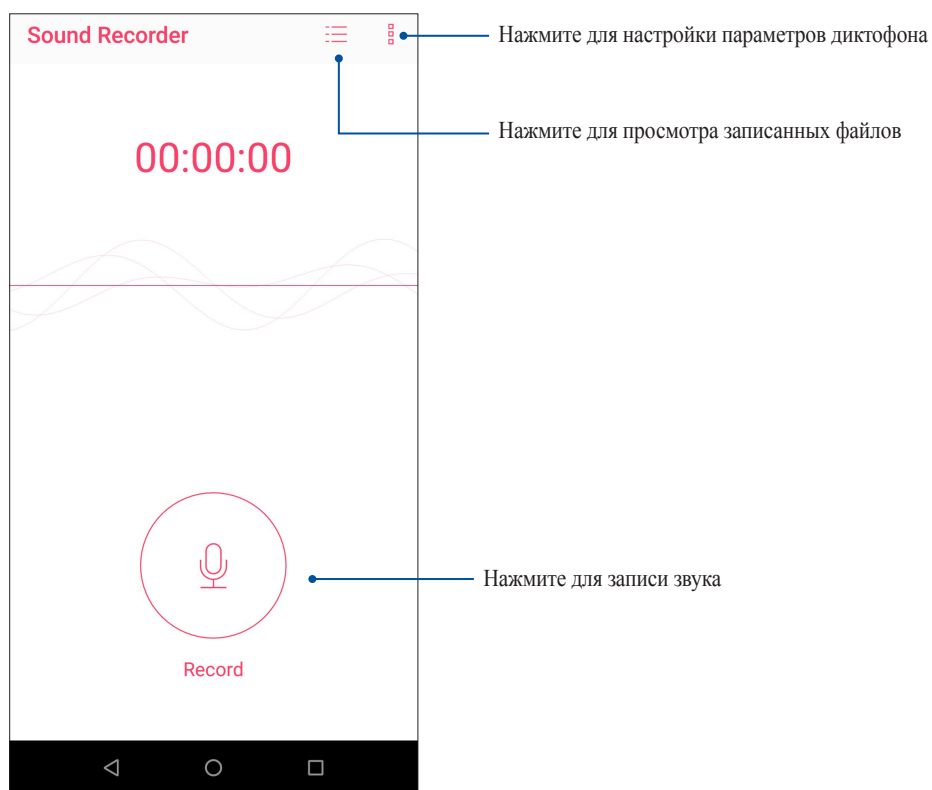 Sound Recorder
Нажмите для настройки параметров диктофона
Нажмите для просмотра записанных файлов
00:00:00
Нажмите для записи звука
Record